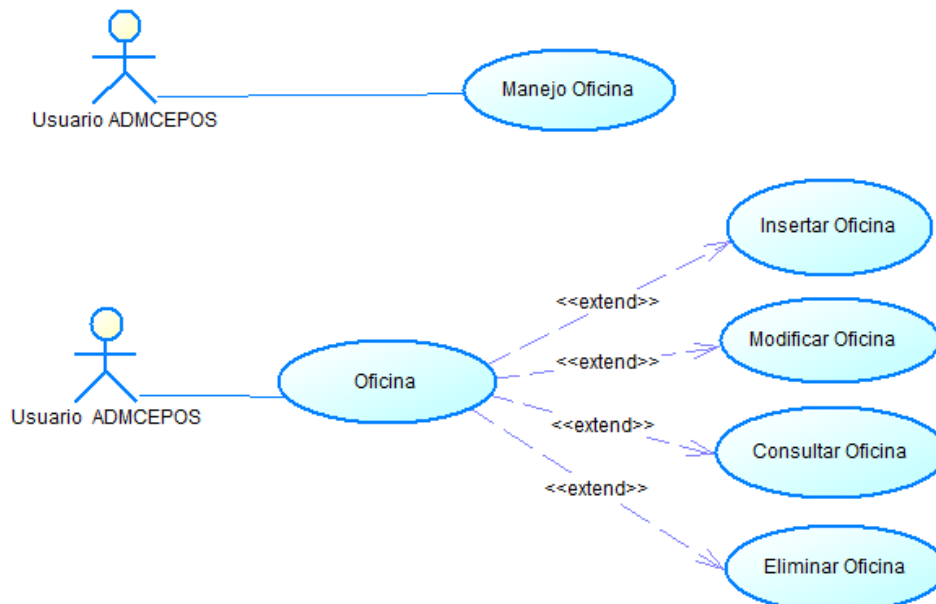 Manejo Oficina
Usuario ADMCEPOS
Insertar Oficina
<<extend>>
Modificar Oficina
<<extend>>
Oficina
Usuario ADMCEPOS
<<extend>>
Consultar Oficina
<<extend>>
Eliminar Oficina